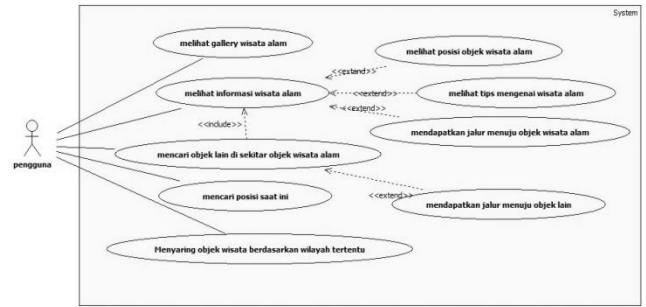 System
melihat gallery wisata alam
melihat posisi objek wisata alam
<<extend>>
melihat informasi wisata alam
<<extend>>
melihat tips mengenai wisata alam
<<extend>>
<<include>>
mendapatkan jalur menuju objek wisata alam
pengguna
mencari objek lain di sekitar objek wisata alam
mencari posisi saat ini
<<extend>>
mendapatkan jalur menuju objek lain
Menyaring objek wisata berdasarkan wilayah tertentu